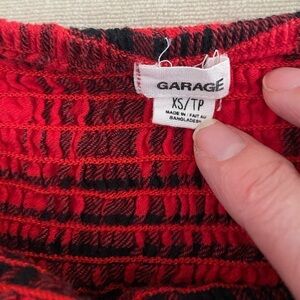 GARAGE
XS/TP
MADE IN / FAIT AU
BANGLADESH